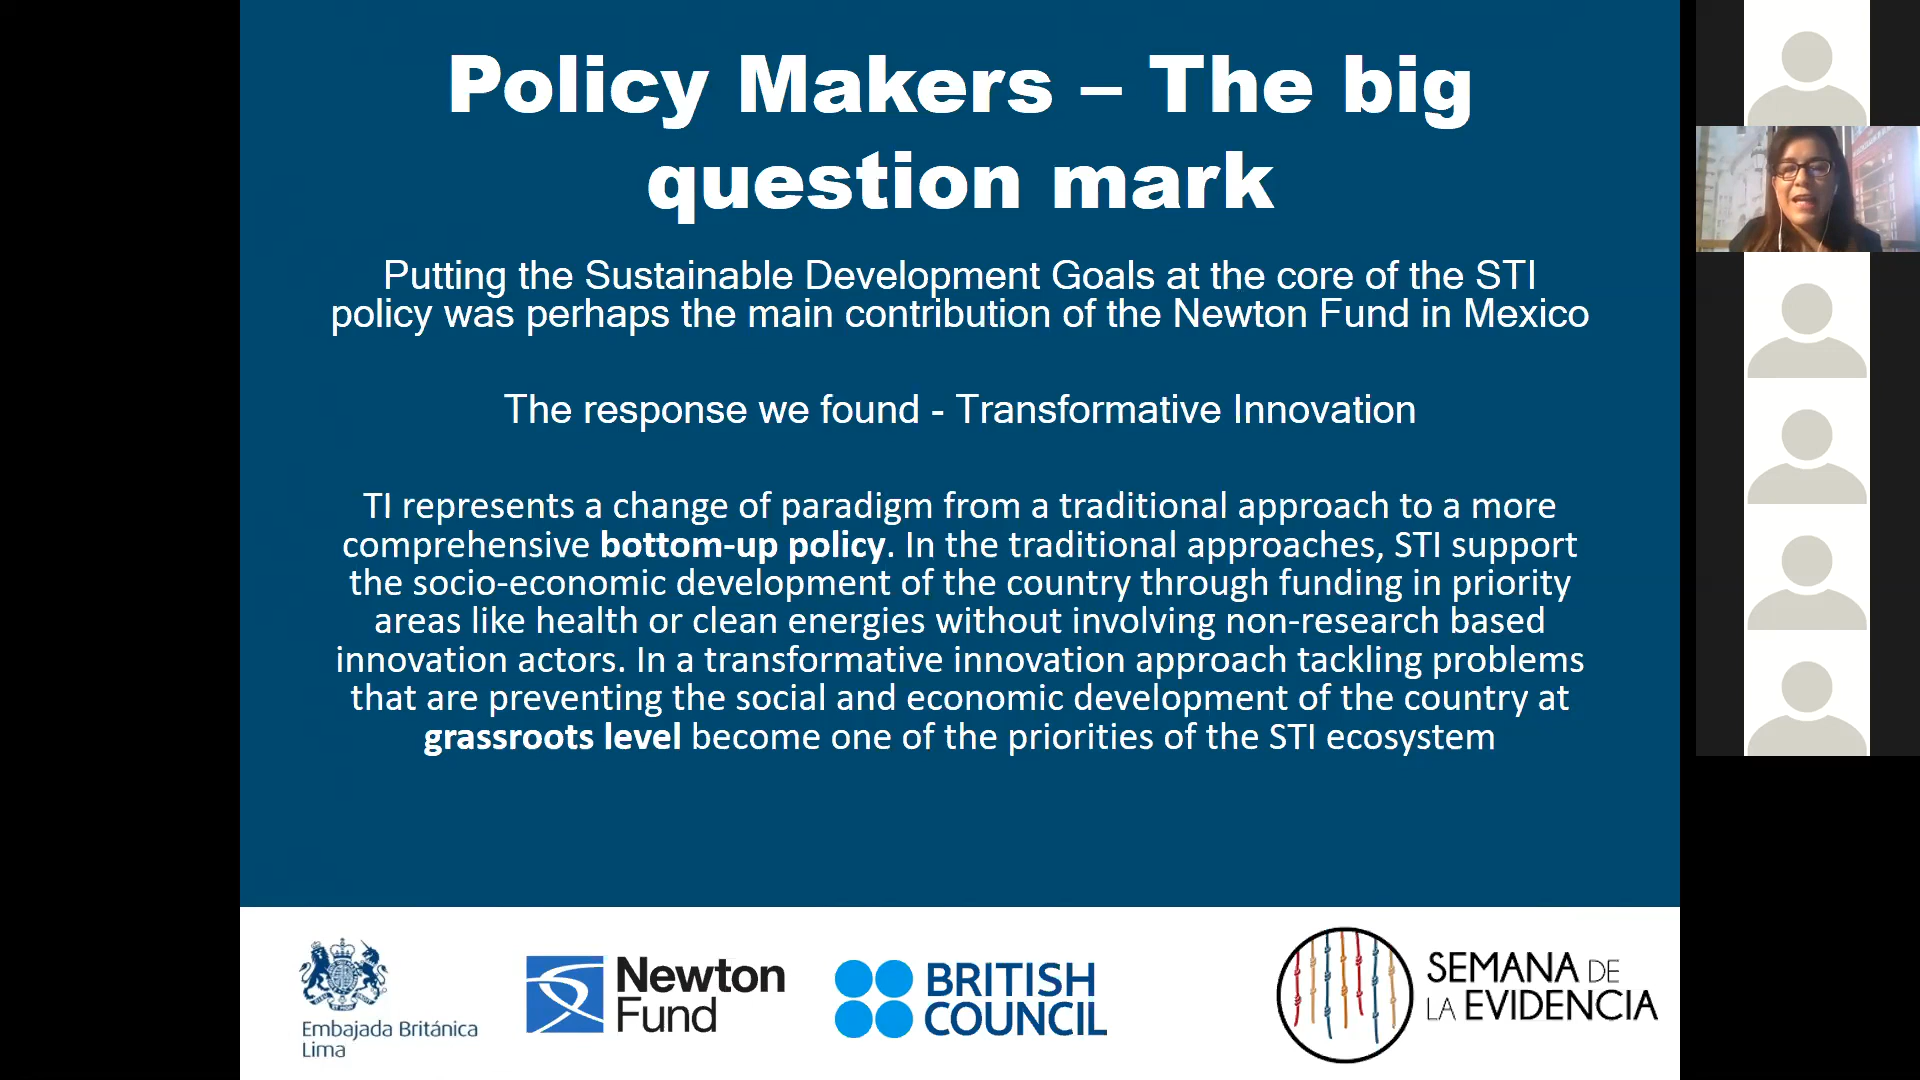 Policy Makers – The big
question mark
Putting the Sustainable Development Goals at the core of the STI
policy was perhaps the main contribution of the Newton Fund in Mexico
The response we found - Transformative Innovation
TI represents a change of paradigm from a traditional approach to a more
comprehensive bottom-up policy. In the traditional approaches, STI support
the socio-economic development of the country through funding in priority
areas like health or clean energies without involving non-research based
innovation actors. In a transformative innovation approach tackling problems
that are preventing the social and economic development of the country at
grassroots level become one of the priorities of the STI ecosystem
Embajada Británica
Lima
Newton
Fund
BRITISH
COUNCIL
SEMANA DE
LA EVIDENCIA